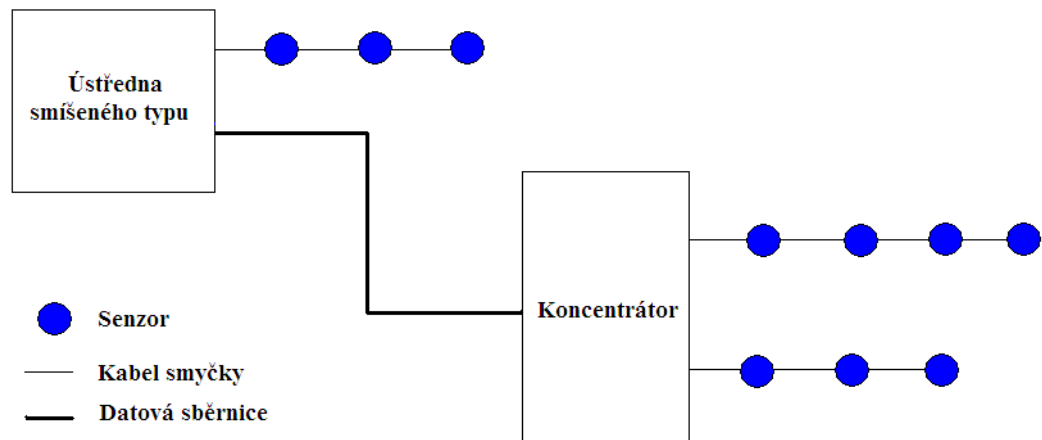 Ústředna
smíšeného typu
Koncentrátor
Senzor
Kabel smyčky
Datová sběrnice